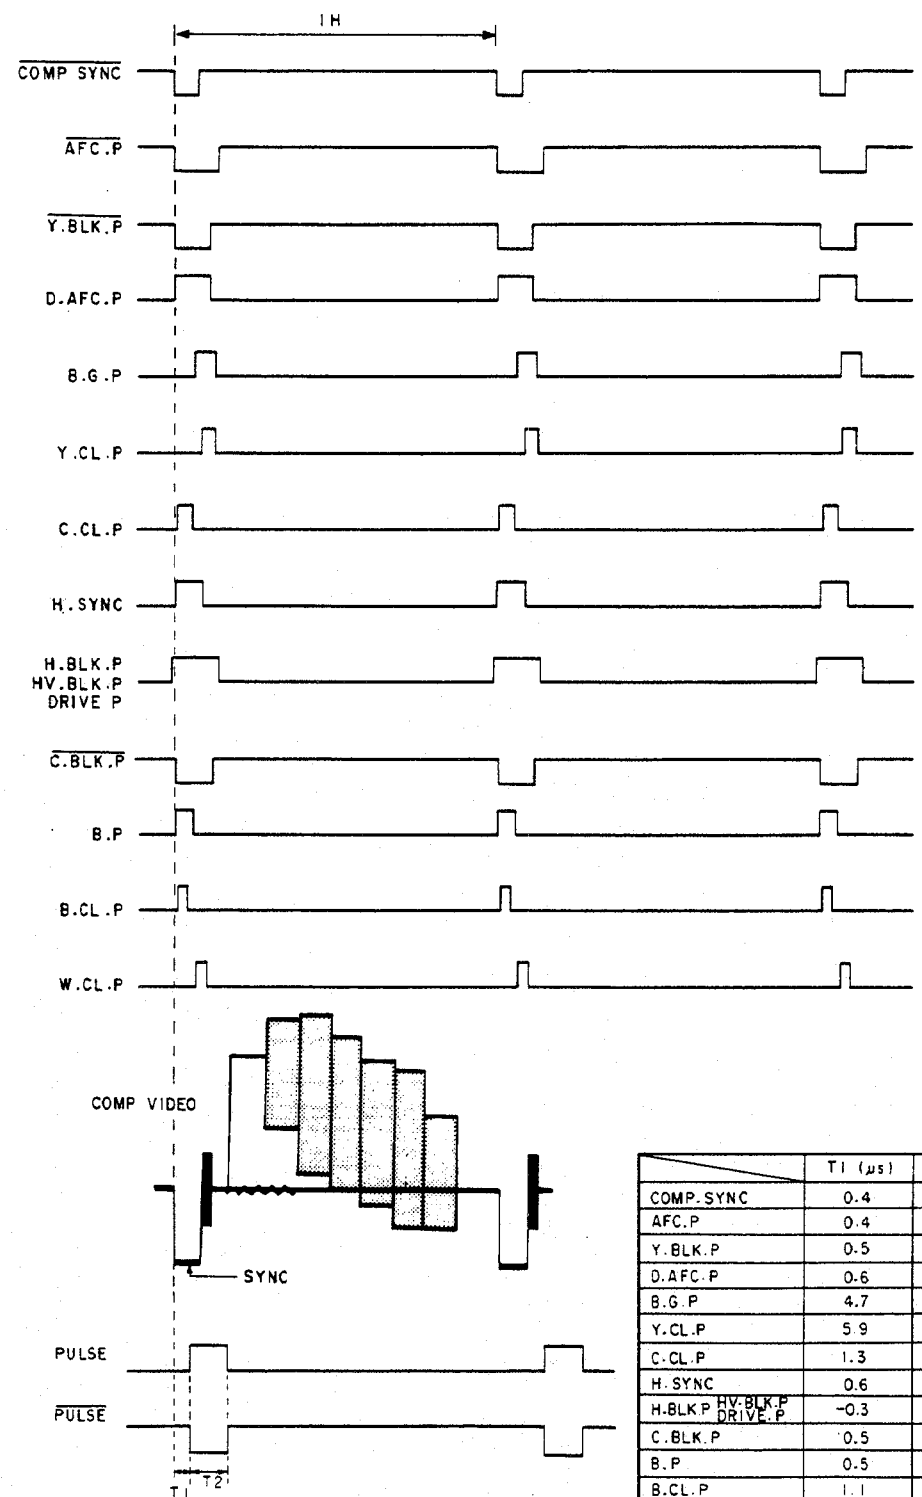 1H
COMP SYNC
AFC.P
Y.BLK.P
D.AFC.P
B.G.P
Y.CL.P
C.CL.P
H.SYNC
H.BLK.P
HV.BLK.P
DRIVE P
C.BLK.P
B.P
B.CL.P
W.CL.P
COMP VIDEO
SYNC
PULSE
PULSE
T2
T1
T1 (μs)
COMP.SYNC 0.4
AFC.P 0.4
Y.BLK.P 0.5
D.AFC.P 0.6
B.G.P 4.7
Y.CL.P 5.9
C.CL.P 1.3
H.SYNC 0.6
H.BLK.P HV.BLK.P DRIVE.P -0.3
C.BLK.P 0.5
B.P 0.5
B.CL.P 1.1